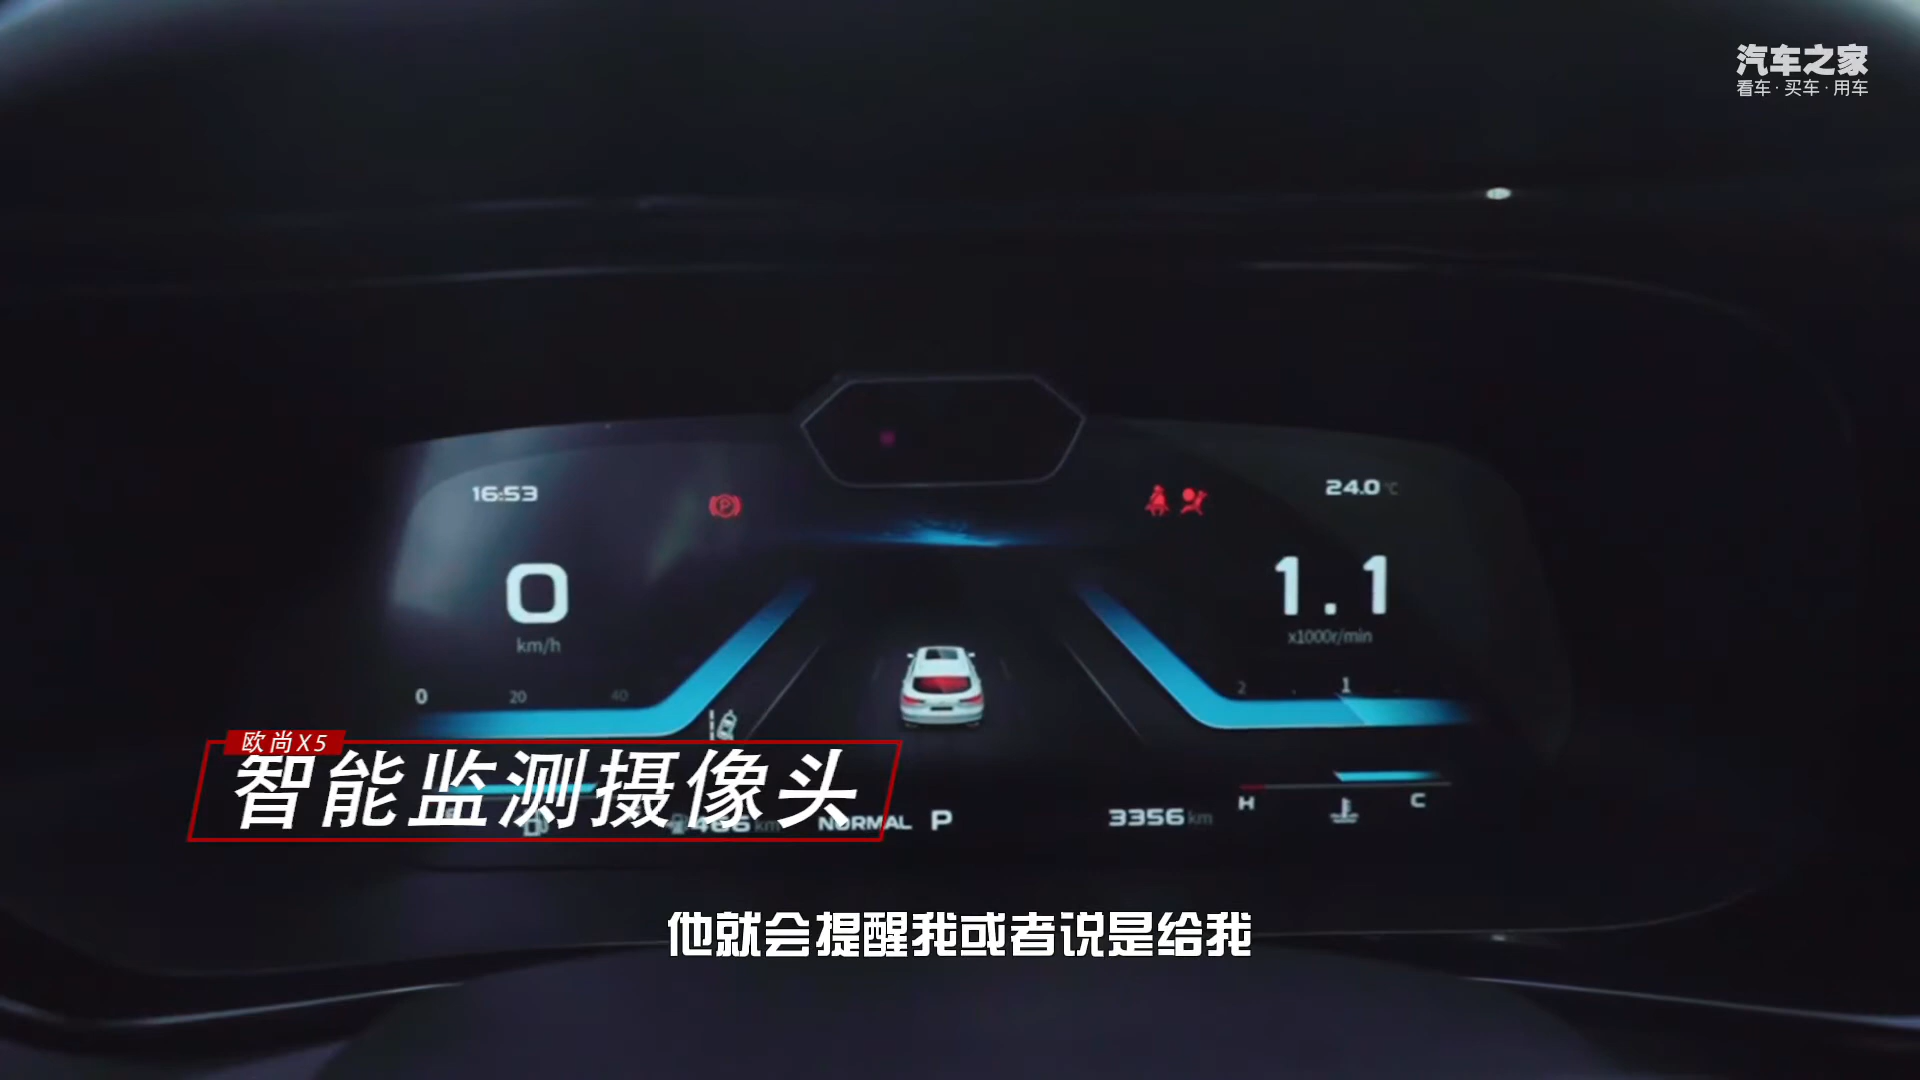 汽车之家
看车·买车·用车
16:53
24.0℃
0
km/h
1.1
x1000r/min
0 20 40
2 1
欧尚X5
智能监测摄像头
NORMAL P
3356km
H C
他就会提醒我或者说是给我